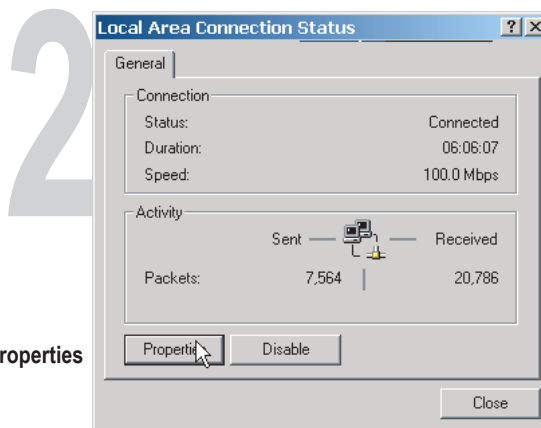 2
Local Area Connection Status
General
Connection
Status: Connected
Duration: 06:06:07
Speed: 100.0 Mbps
Activity
Sent Received
Packets: 7,564 20,786
roperties
Properties Disable
Close